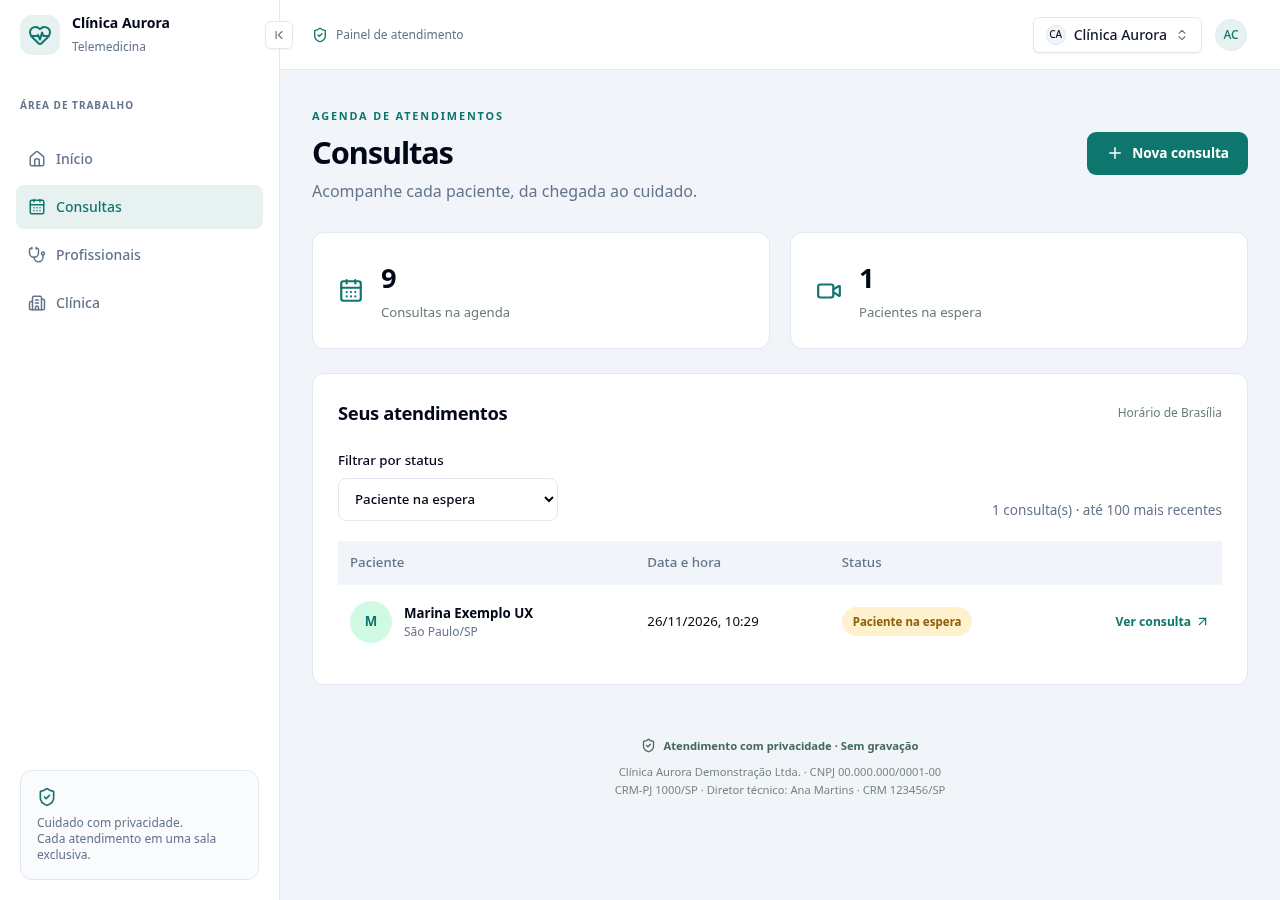 Clínica Aurora
Telemedicina
ÁREA DE TRABALHO
Início
Consultas
Profissionais
Clínica
Cuidado com privacidade.
Cada atendimento em uma sala
exclusiva.
Painel de atendimento
CA Clínica Aurora
AC
AGENDA DE ATENDIMENTOS
Consultas
Acompanhe cada paciente, da chegada ao cuidado.
Nova consulta
9
Consultas na agenda
1
Pacientes na espera
Seus atendimentos
Horário de Brasília
Filtrar por status
Paciente na espera
1 consulta(s) · até 100 mais recentes
Paciente Data e hora Status
M
Marina Exemplo UX
São Paulo/SP
26/11/2026, 10:29
Paciente na espera
Ver consulta
Atendimento com privacidade · Sem gravação
Clínica Aurora Demonstração Ltda. · CNPJ 00.000.000/0001-00
CRM-PJ 1000/SP · Diretor técnico: Ana Martins · CRM 123456/SP